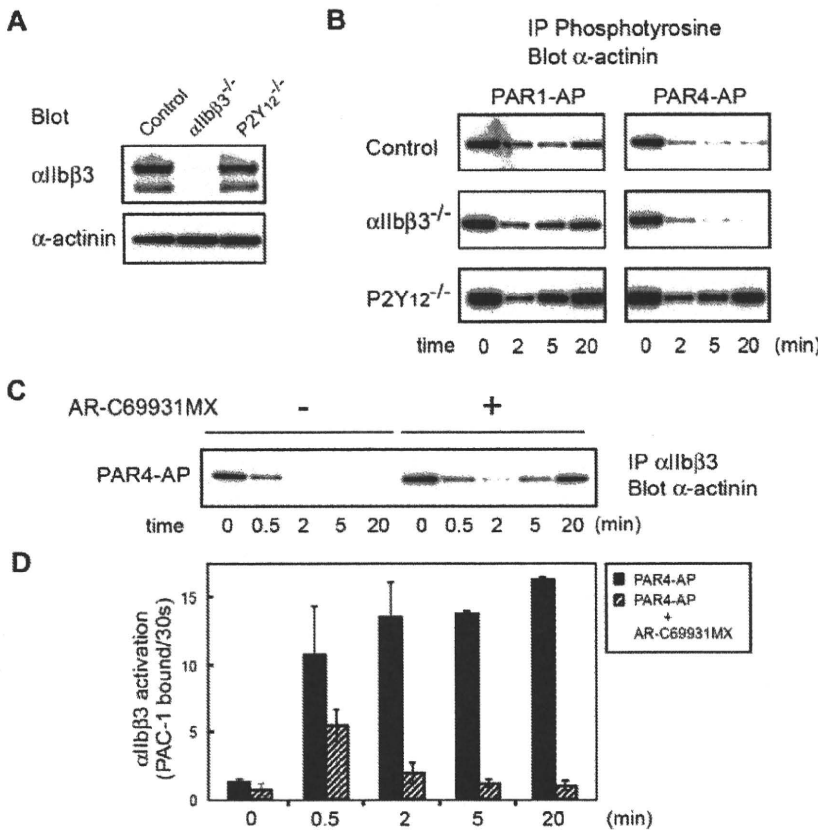 A
Blot
Control
αIIbβ3-/-
P2Y12-/-
αIIbβ3
α-actinin
B
IP Phosphotyrosine
Blot α-actinin
PAR1-AP PAR4-AP
Control
αIIbβ3-/-
P2Y12-/-
time 0 2 5 20 0 2 5 20 (min)
C
AR-C69931MX - +
PAR4-AP
IP αIIbβ3
Blot α-actinin
time 0 0.5 2 5 20 0 0.5 2 5 20 (min)
D
αIIbβ3 activation
(PAC-1 bound/30s)
15
10
5
0
0 0.5 2 5 20 (min)
PAR4-AP
PAR4-AP
+
AR-C69931MX